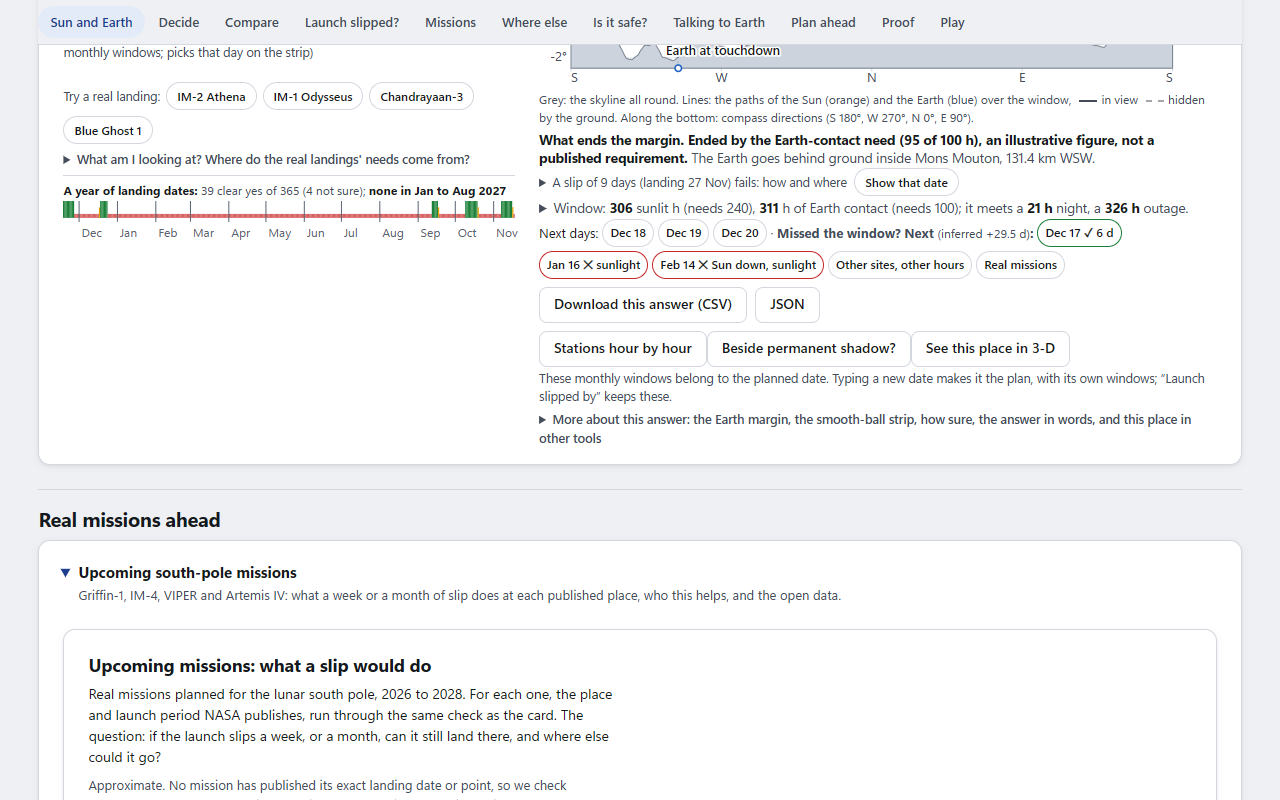 Sun and Earth Decide Compare Launch slipped? Missions Where else Is it safe? Talking to Earth Plan ahead Proof Play
monthly windows; picks that day on the strip)
Try a real landing: IM-2 Athena IM-1 Odysseus Chandrayaan-3
Blue Ghost 1
▶ What am I looking at? Where do the real landings' needs come from?
A year of landing dates: 39 clear yes of 365 (4 not sure); none in Jan to Aug 2027
Dec Jan Feb Mar Apr May Jun Jul Aug Sep Oct Nov
Earth at touchdown
-2°
S W N E S
Grey: the skyline all round. Lines: the paths of the Sun (orange) and the Earth (blue) over the window, — in view – – hidden
by the ground. Along the bottom: compass directions (S 180°, W 270°, N 0°, E 90°).
What ends the margin. Ended by the Earth-contact need (95 of 100 h), an illustrative figure, not a
published requirement. The Earth goes behind ground inside Mons Mouton, 131.4 km WSW.
▶ A slip of 9 days (landing 27 Nov) fails: how and where Show that date
▶ Window: 306 sunlit h (needs 240), 311 h of Earth contact (needs 100); it meets a 21 h night, a 326 h outage.
Next days: Dec 18 Dec 19 Dec 20 · Missed the window? Next (inferred +29.5 d): Dec 17 ✓ 6 d
Jan 16 ✕ sunlight Feb 14 ✕ Sun down, sunlight Other sites, other hours Real missions
Download this answer (CSV) JSON
Stations hour by hour Beside permanent shadow? See this place in 3-D
These monthly windows belong to the planned date. Typing a new date makes it the plan, with its own windows; “Launch
slipped by” keeps these.
▶ More about this answer: the Earth margin, the smooth-ball strip, how sure, the answer in words, and this place in
other tools
Real missions ahead
▼ Upcoming south-pole missions
Griffin-1, IM-4, VIPER and Artemis IV: what a week or a month of slip does at each published place, who this helps, and the open data.
Upcoming missions: what a slip would do
Real missions planned for the lunar south pole, 2026 to 2028. For each one, the place
and launch period NASA publishes, run through the same check as the card. The
question: if the launch slips a week, or a month, can it still land there, and where else
could it go?
Approximate. No mission has published its exact landing date or point, so we check